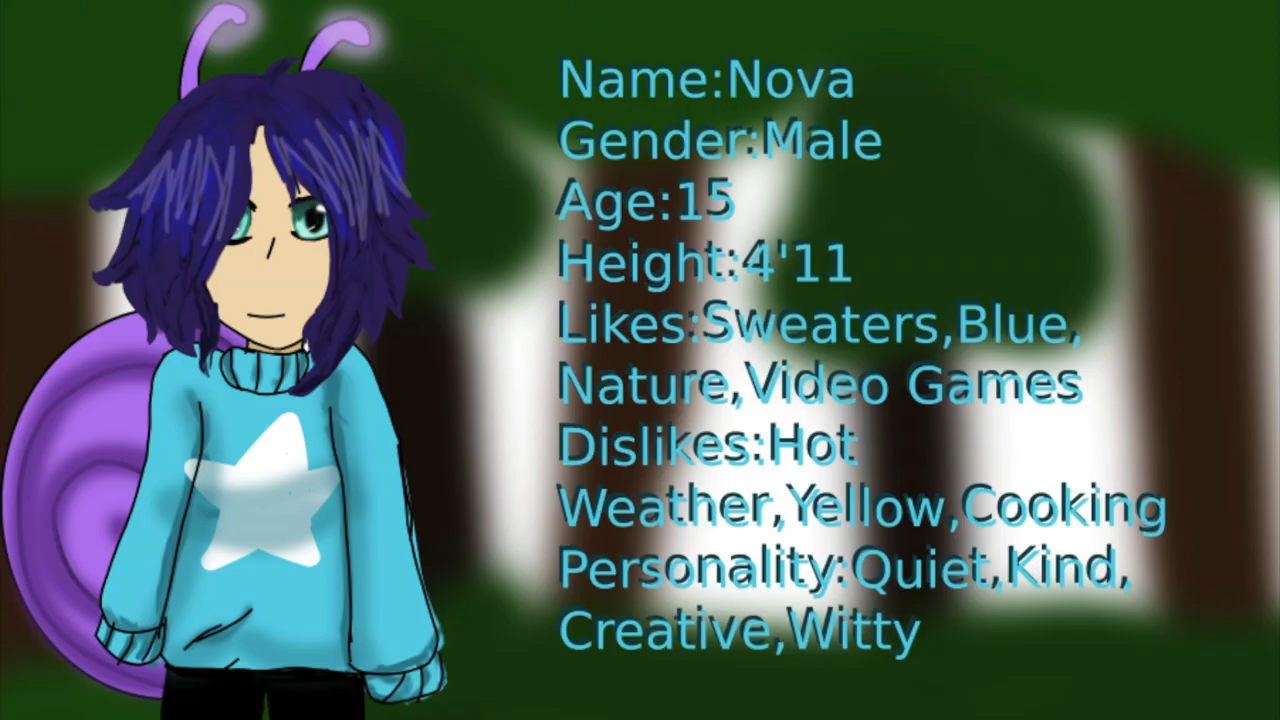 Name:Nova
Gender:Male
Age:15
Height:4'11
Likes:Sweaters,Blue,
Nature,Video Games
Dislikes:Hot
Weather,Yellow,Cooking
Personality:Quiet,Kind,
Creative,Witty